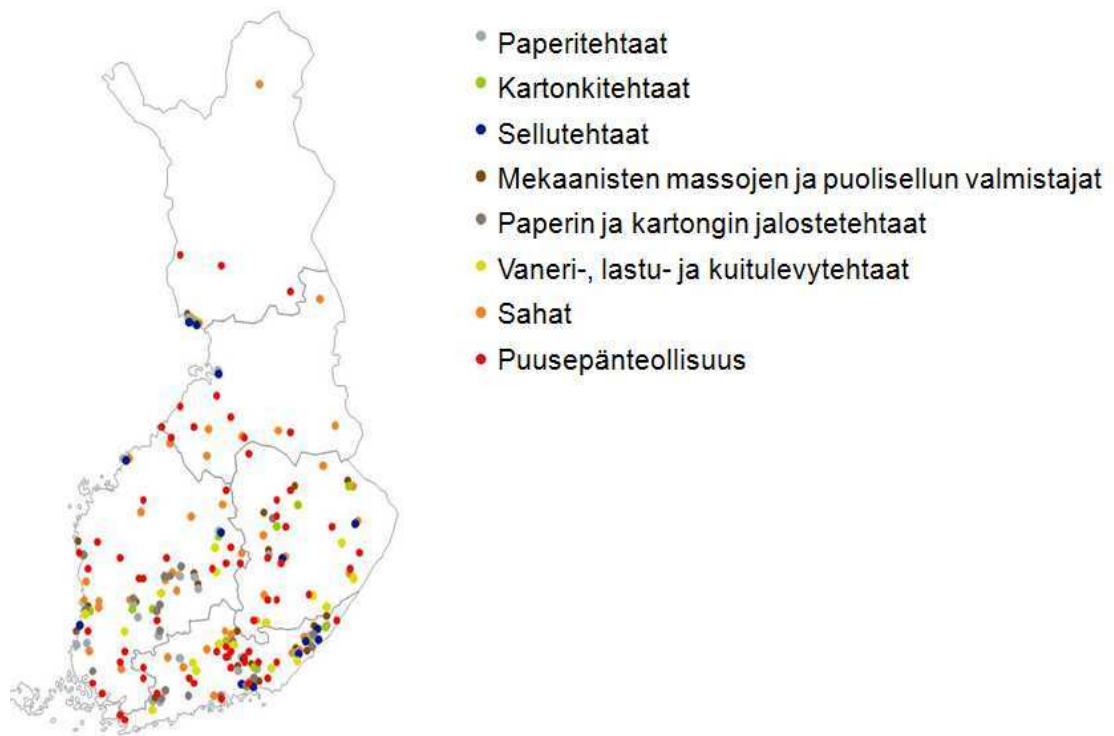 Paperitehtaat
Kartonkitehtaat
Sellutehtaat
Mekaanisten massojen ja puolisellun valmistajat
Paperin ja kartongin jalostetehtaat
Vaneri-, lastu- ja kuitulevytehtaat
Sahat
Puusepänteollisuus